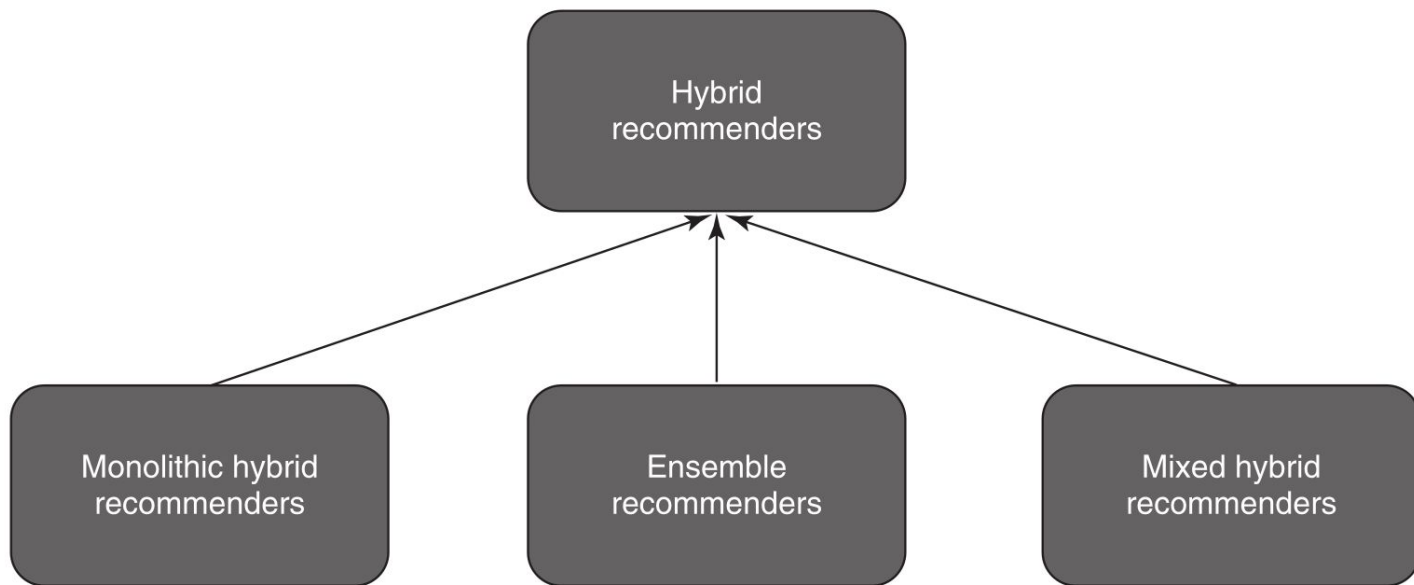 Hybrid
recommenders
Monolithic hybrid
recommenders
Ensemble
recommenders
Mixed hybrid
recommenders